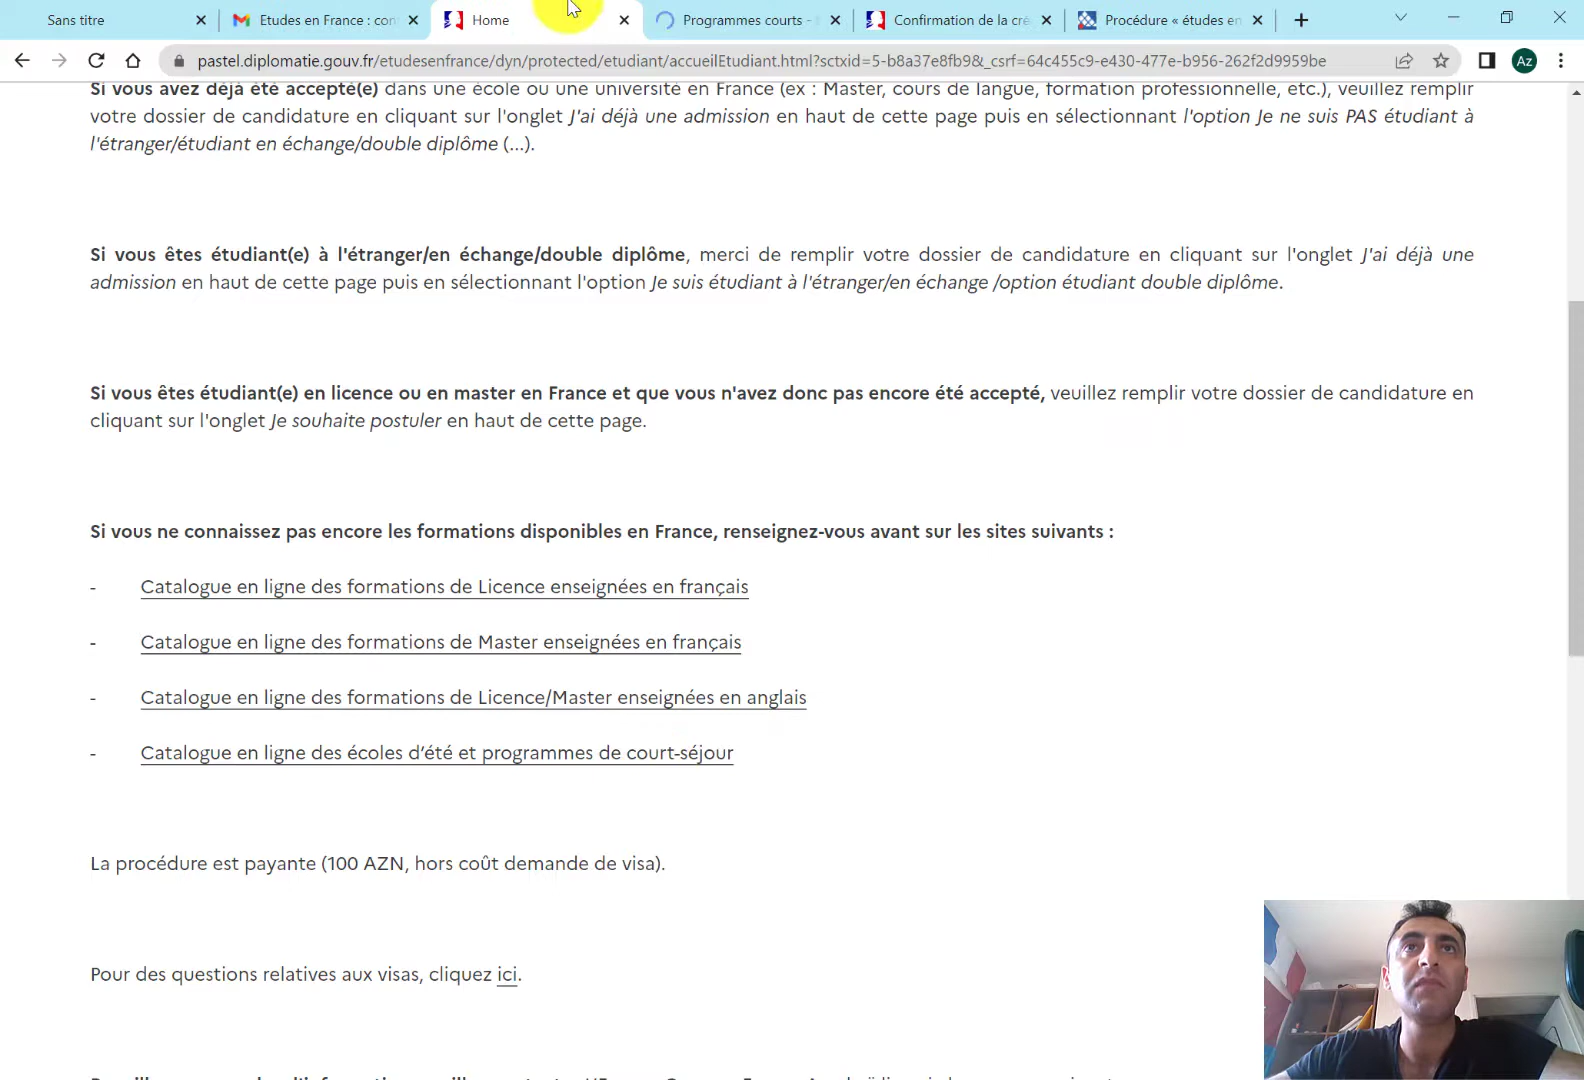 Sans titre
Etudes en France : con
Home
Programmes courts -
Confirmation de la cré
Procédure « études en
pastel.diplomatie.gouv.fr/etudesenfrance/dyn/protected/etudiant/accueilEtudiant.html?sctxid=5-b8a37e8fb9&_csrf=64c455c9-e430-477e-b956-262f2d9959be
Az
Si vous avez déjà été accepté(e) dans une école ou une université en France (ex : Master, cours de langue, formation professionnelle, etc.), veuillez remplir
votre dossier de candidature en cliquant sur l'onglet J'ai déjà une admission en haut de cette page puis en sélectionnant l'option Je ne suis PAS étudiant à
l'étranger/étudiant en échange/double diplôme (...).
Si vous êtes étudiant(e) à l'étranger/en échange/double diplôme, merci de remplir votre dossier de candidature en cliquant sur l'onglet J'ai déjà une
admission en haut de cette page puis en sélectionnant l'option Je suis étudiant à l'étranger/en échange /option étudiant double diplôme.
Si vous êtes étudiant(e) en licence ou en master en France et que vous n'avez donc pas encore été accepté, veuillez remplir votre dossier de candidature en
cliquant sur l'onglet Je souhaite postuler en haut de cette page.
Si vous ne connaissez pas encore les formations disponibles en France, renseignez-vous avant sur les sites suivants :
- Catalogue en ligne des formations de Licence enseignées en français
- Catalogue en ligne des formations de Master enseignées en français
- Catalogue en ligne des formations de Licence/Master enseignées en anglais
- Catalogue en ligne des écoles d’été et programmes de court-séjour
La procédure est payante (100 AZN, hors coût demande de visa).
Pour des questions relatives aux visas, cliquez ici.